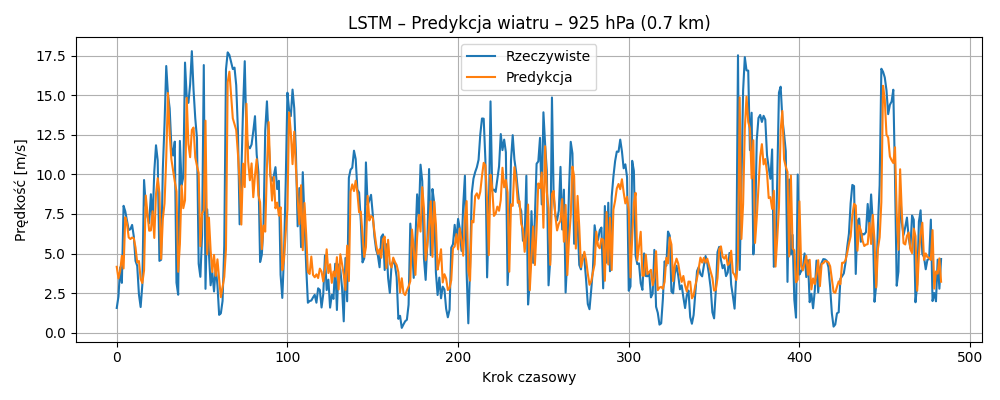 LSTM – Predykcja wiatru – 925 hPa (0.7 km)
Rzeczywiste
Predykcja
Prędkość [m/s]
17.5
15.0
12.5
10.0
7.5
5.0
2.5
0.0
0 100 200 300 400 500
Krok czasowy